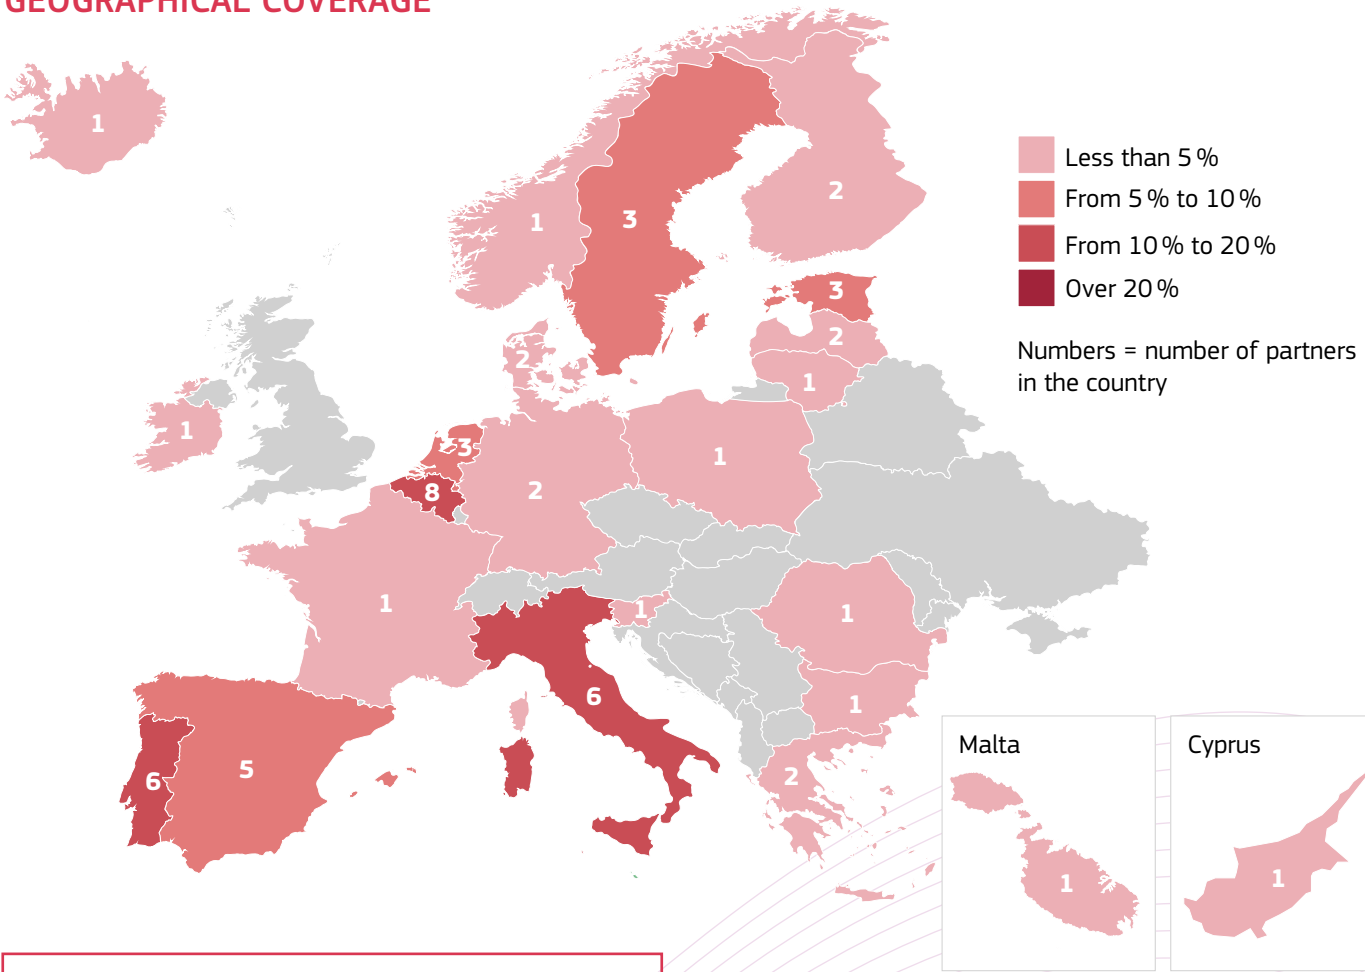 GEOGRAPHICAL COVERAGE
1
Less than 5 %
From 5 % to 10 %
From 10 % to 20 %
Over 20 %
Numbers = number of partners
in the country
2
1
3
3
2
2
1
1
3
1
8
2
1
1
1
6
1
5
6
2
Malta
1
Cyprus
1